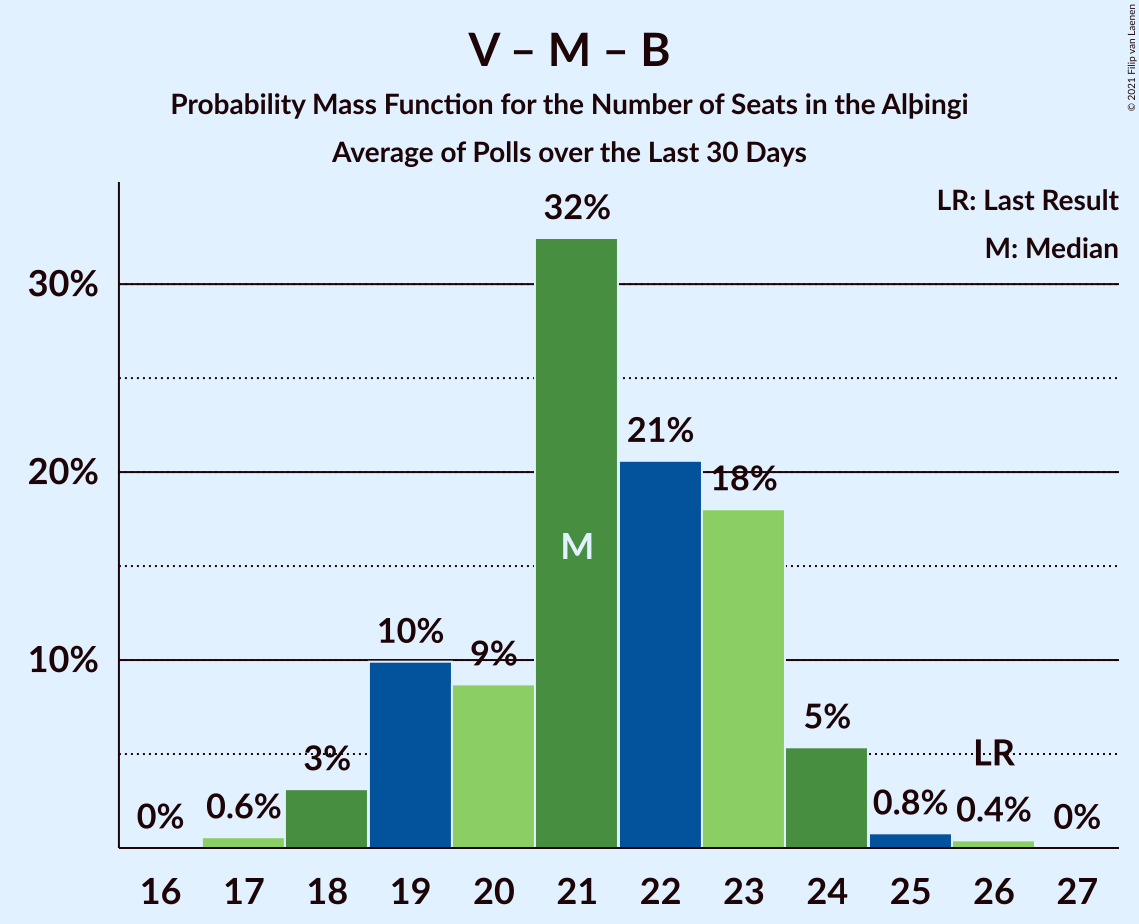 V – M – B
Probability Mass Function for the Number of Seats in the Alþingi
Average of Polls over the Last 30 Days
© 2021 Filip van Laenen
LR: Last Result
M: Median
30%
20%
10%
0%
0.6%
3%
10%
9%
32%
M
21%
18%
5%
0.8%
LR
0.4%
0%
16 17 18 19 20 21 22 23 24 25 26 27